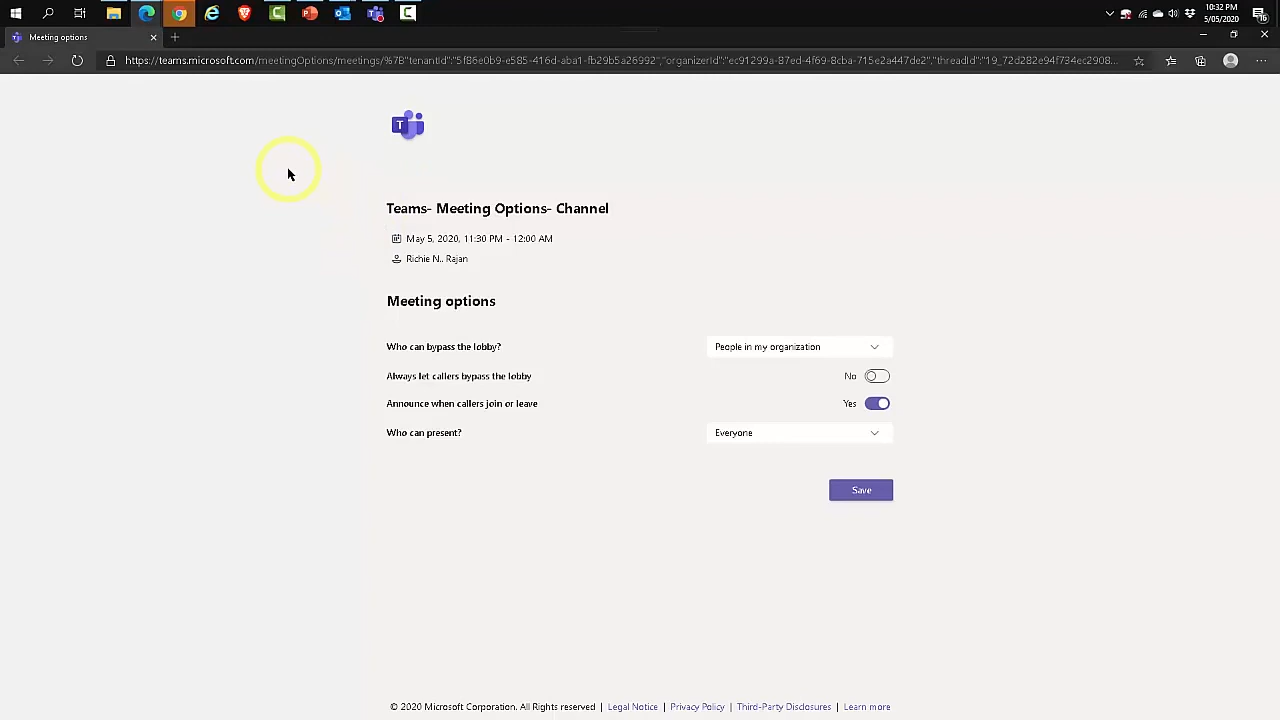 10:32 PM
5/05/2020
16
Meeting options
https://teams.microsoft.com/meetingOptions/meetings/%7B"tenantId":"5f86e0b9-e585-416d-aba1-fb29b5a26992","organizerId":"ec91299a-87ed-4f69-8cba-715e2a447de2","threadId":"19_72d282e94f734ec2908...
T
Teams- Meeting Options- Channel
May 5, 2020, 11:30 PM - 12:00 AM
Richie N.. Rajan
Meeting options
Who can bypass the lobby? People in my organization
Always let callers bypass the lobby No
Announce when callers join or leave Yes
Who can present? Everyone
Save
© 2020 Microsoft Corporation. All Rights reserved | Legal Notice | Privacy Policy | Third-Party Disclosures | Learn more